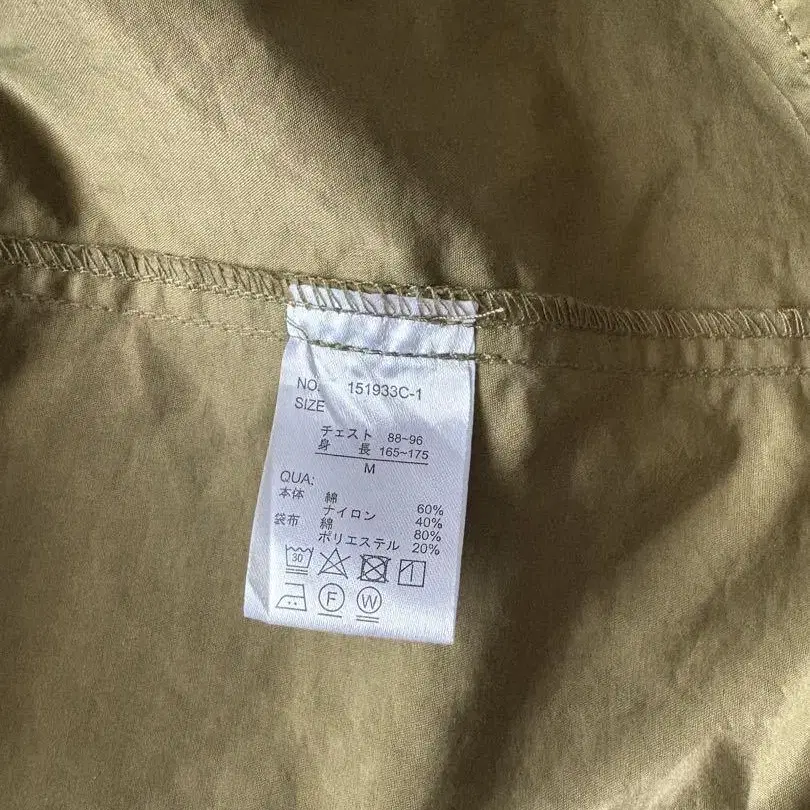 NO. 151933C-1
SIZE
チェスト 88~96
身長 165~175
M
QUA:
本体 綿 60%
ナイロン 40%
袋布 綿 80%
ポリエステル 20%
30
F W